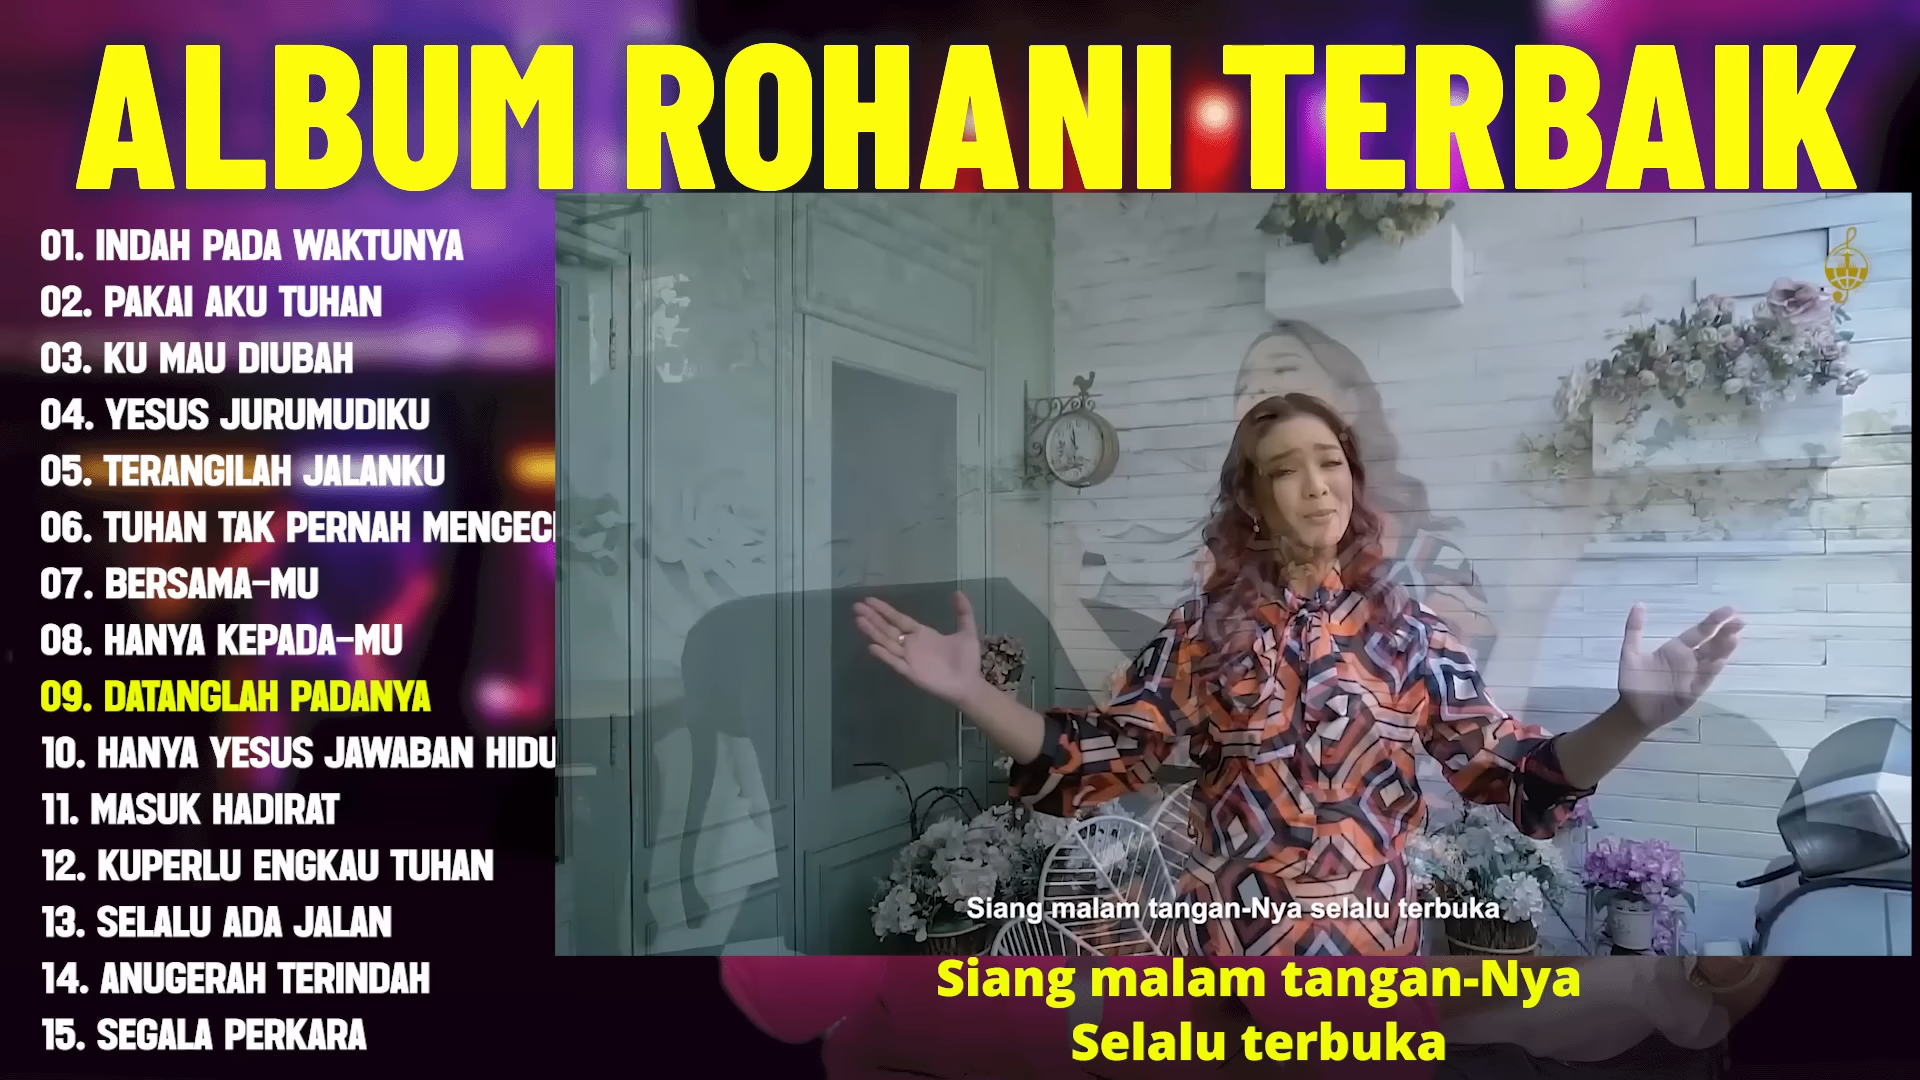 ALBUM ROHANI TERBAIK
01. INDAH PADA WAKTUNYA
02. PAKAI AKU TUHAN
03. KU MAU DIUBAH
04. YESUS JURUMUDIKU
05. TERANGILAH JALANKU
06. TUHAN TAK PERNAH
07. BERSAMA-MU
08. HANYA KEPADA-MU
09. DATANGLAH PADANYA
10. HANYA YESUS JAWABAN HIDU
11. MASUK HADIRAT
12. KUPERLU ENGKAU TUHAN
13. SELALU ADA JALAN
14. ANUGERAH TERINDAH
15. SEGALA PERKARA
Siang malam tangan-Nya selalu terbuka
Siang malam tangan-Nya
Selalu terbuka